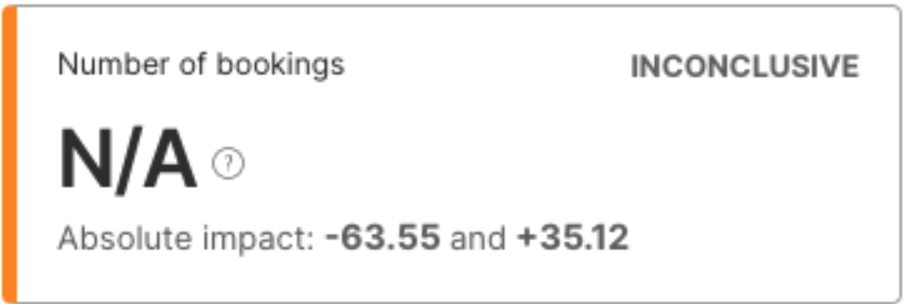 Number of bookings
INCONCLUSIVE
N/A ?
Absolute impact: -63.55 and +35.12